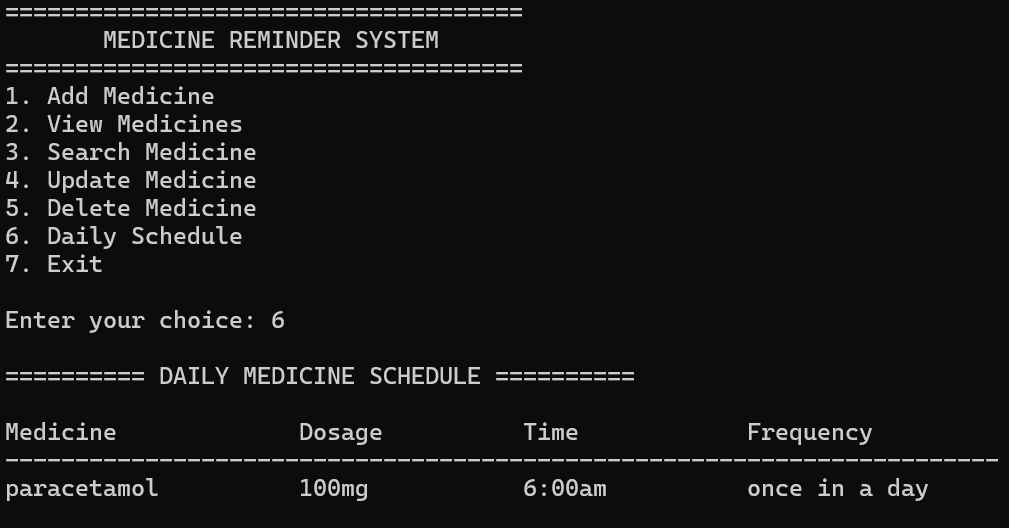 =====================================
MEDICINE REMINDER SYSTEM
=====================================
1. Add Medicine
2. View Medicines
3. Search Medicine
4. Update Medicine
5. Delete Medicine
6. Daily Schedule
7. Exit
Enter your choice: 6
========== DAILY MEDICINE SCHEDULE ==========
Medicine Dosage Time Frequency
-----------------------------------------------------------------------
paracetamol 100mg 6:00am once in a day